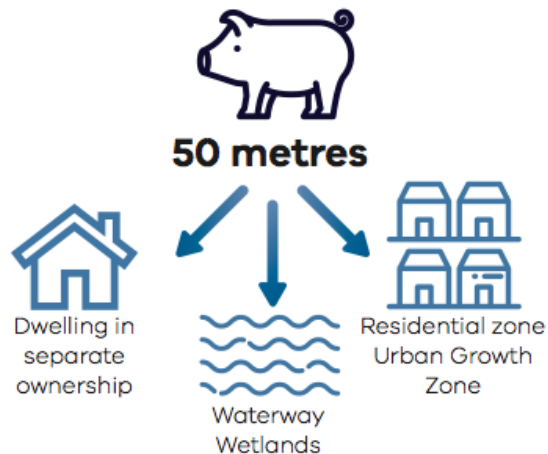 50 metres
Dwelling in
separate
ownership
Waterway
Wetlands
Residential zone
Urban Growth
Zone